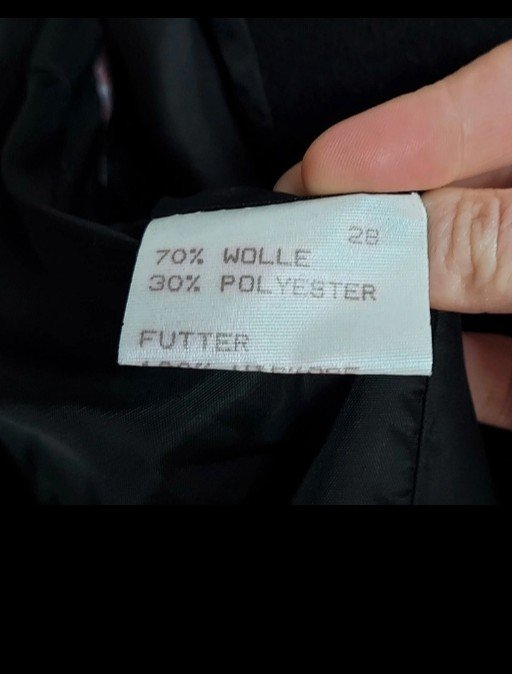 28
70% WOLLE
30% POLYESTER
FUTTER